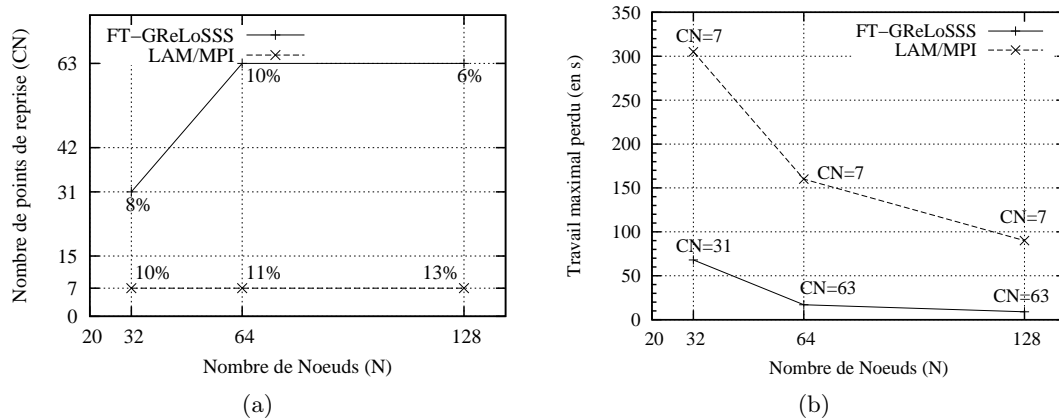 FT–GReLoSSS
LAM/MPI
Nombre de points de reprise (CN)
63
42
31
15
7
0
10%
6%
8%
10%
11%
13%
20
32
64
128
Nombre de Noeuds (N)
(a)
FT–GReLoSSS
LAM/MPI
Travail maximal perdu (en s)
350
300
250
200
150
100
50
0
CN=7
CN=7
CN=7
CN=31
CN=63
CN=63
20
32
64
128
Nombre de Noeuds (N)
(b)